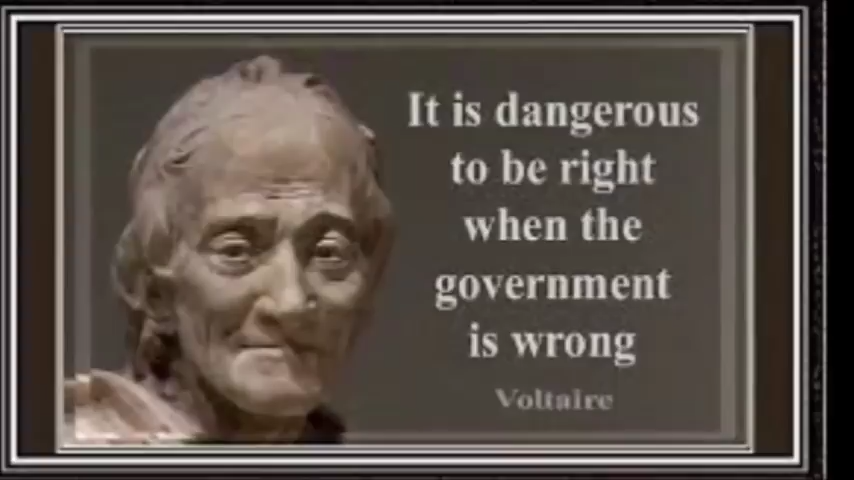 It is dangerous
to be right
when the
government
is wrong
Voltaire